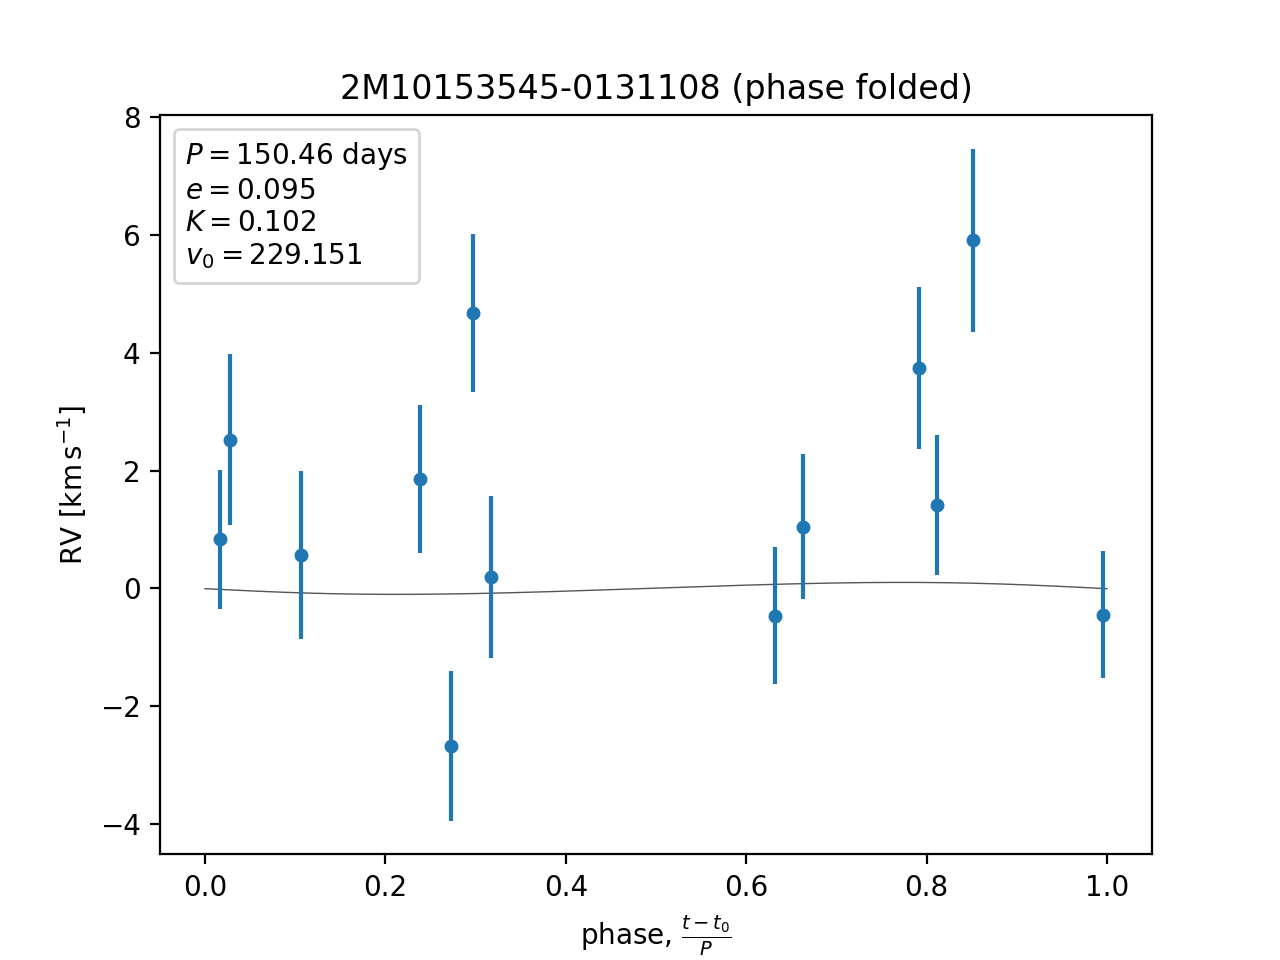 2M10153545-0131108 (phase folded)
P = 150.46 days
e = 0.095
K = 0.102
v₀ = 229.151
8
6
4
2
0
−2
−4
RV [km s⁻¹]
0.0 0.2 0.4 0.6 0.8 1.0
phase, (t − t₀)/P